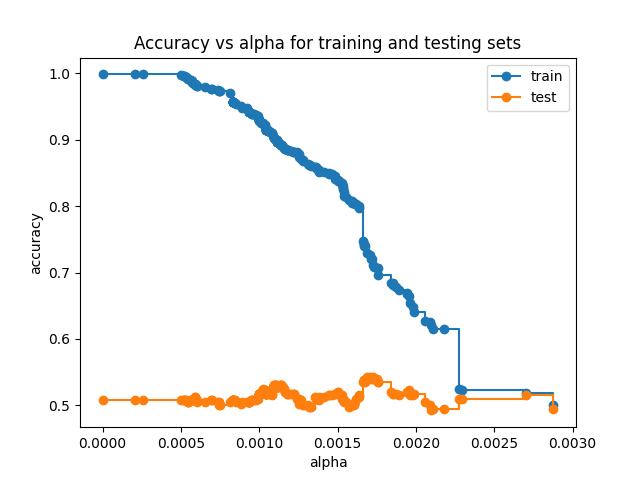 Accuracy vs alpha for training and testing sets
train
test
accuracy
1.0
0.9
0.8
0.7
0.6
0.5
0.0000 0.0005 0.0010 0.0015 0.0020 0.0025 0.0030
alpha